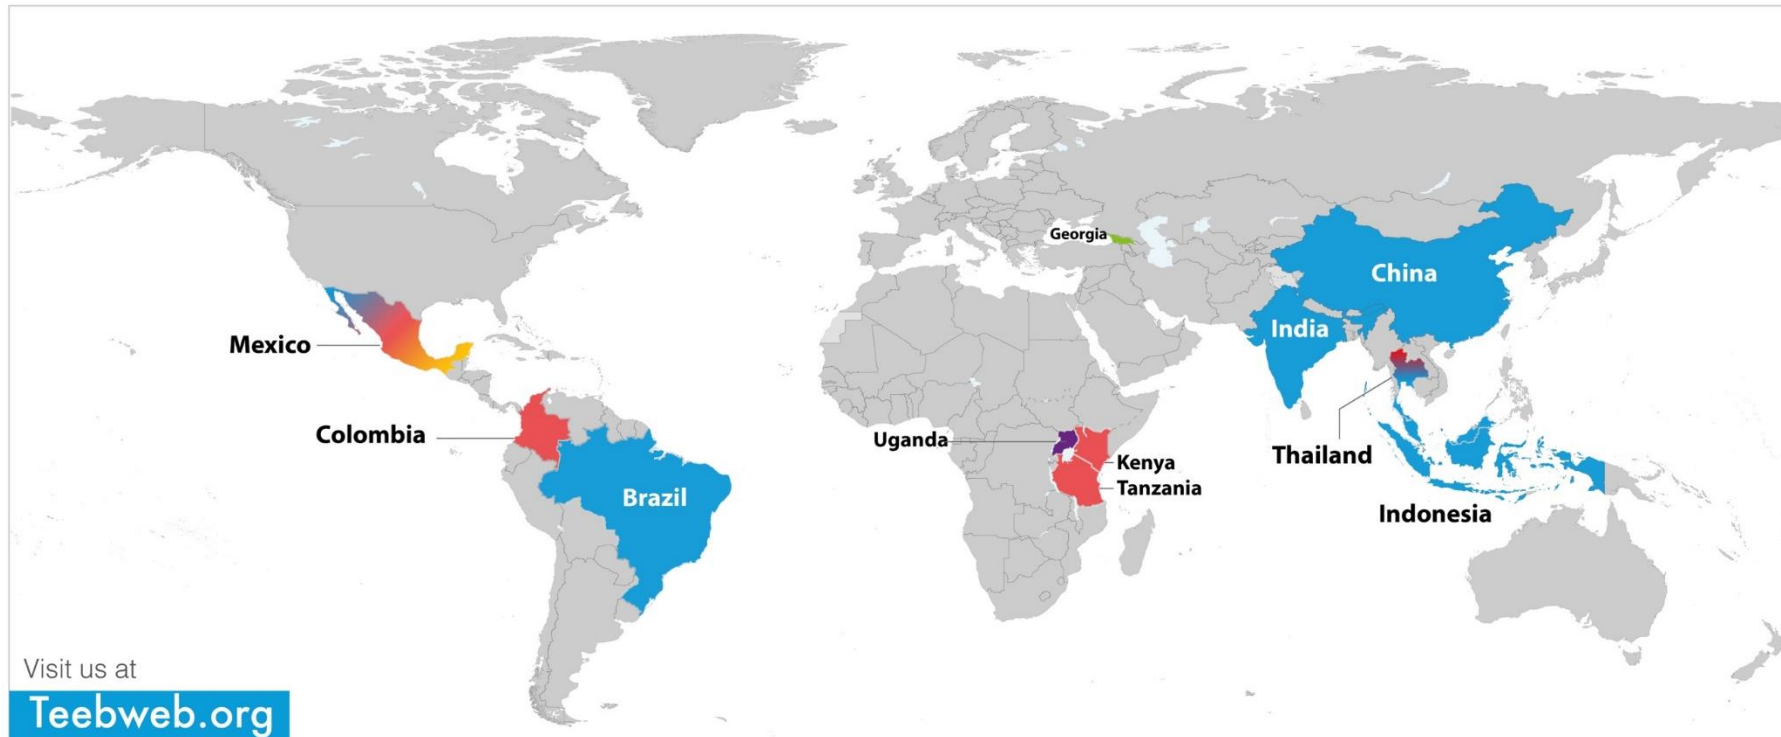 Georgia
China
India
Mexico
Colombia
Uganda
Thailand
Kenya
Tanzania
Brazil
Indonesia
Visit us at
Teebweb.org